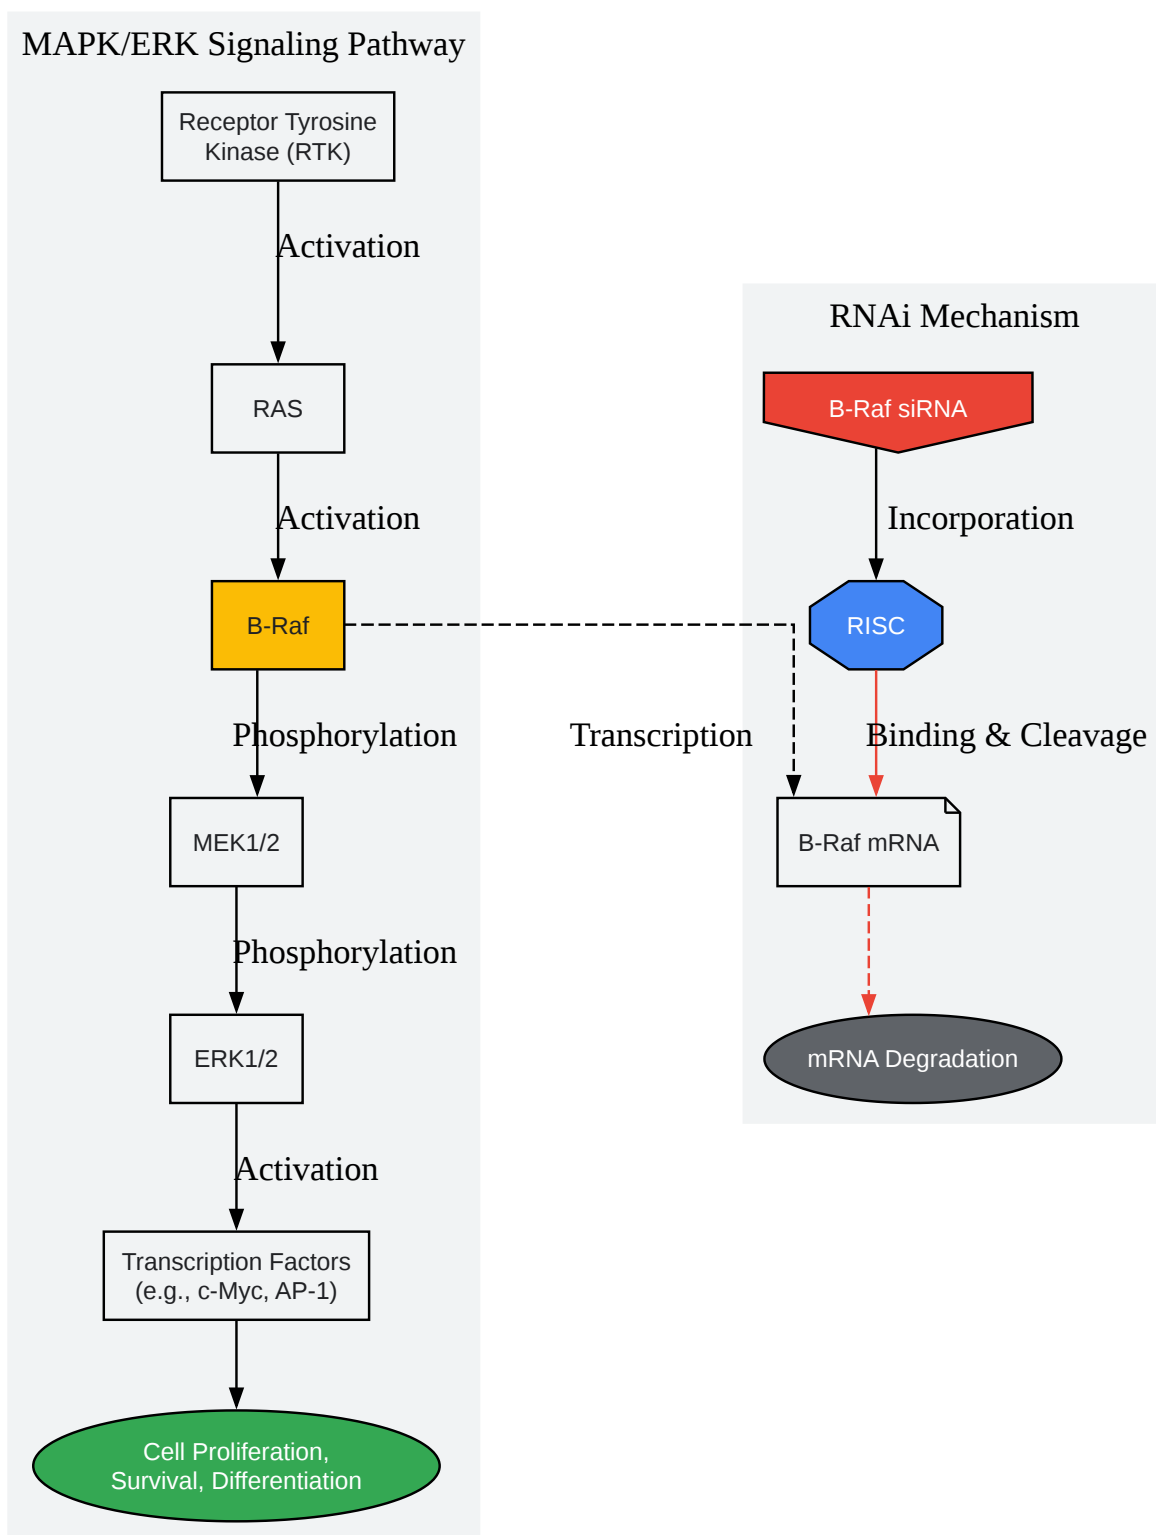 MAPK/ERK Signaling Pathway
Receptor Tyrosine
Kinase (RTK)
Activation
RAS
Activation
B-Raf
Phosphorylation
MEK1/2
Phosphorylation
ERK1/2
Activation
Transcription Factors
(e.g., c-Myc, AP-1)
Cell Proliferation,
Survival, Differentiation
Transcription
RNAi Mechanism
B-Raf siRNA
Incorporation
RISC
Binding & Cleavage
B-Raf mRNA
mRNA Degradation